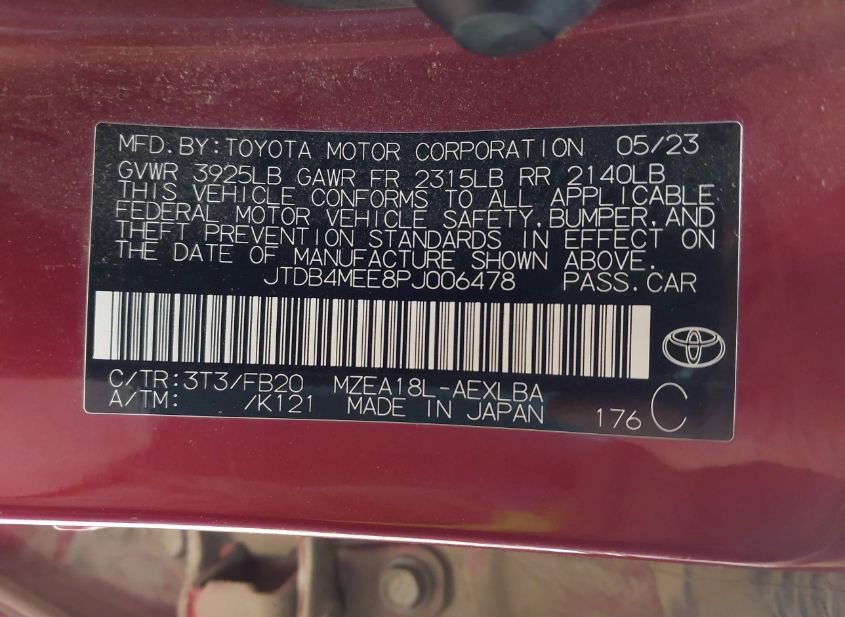 MFD. BY: TOYOTA MOTOR CORPORATION 05/23
GVWR 3925LB GAWR FR 2315LB RR 2140LB
THIS VEHICLE CONFORMS TO ALL APPLICABLE
FEDERAL MOTOR VEHICLE SAFETY, BUMPER, AND
THEFT PREVENTION STANDARDS IN EFFECT ON
THE DATE OF MANUFACTURE SHOWN ABOVE.
JTDB4MEE8PJ006478 PASS. CAR
C/TR: 3T3/FB20 MZEA18L-AEXLBA
A/TM: /K121 MADE IN JAPAN 176 C